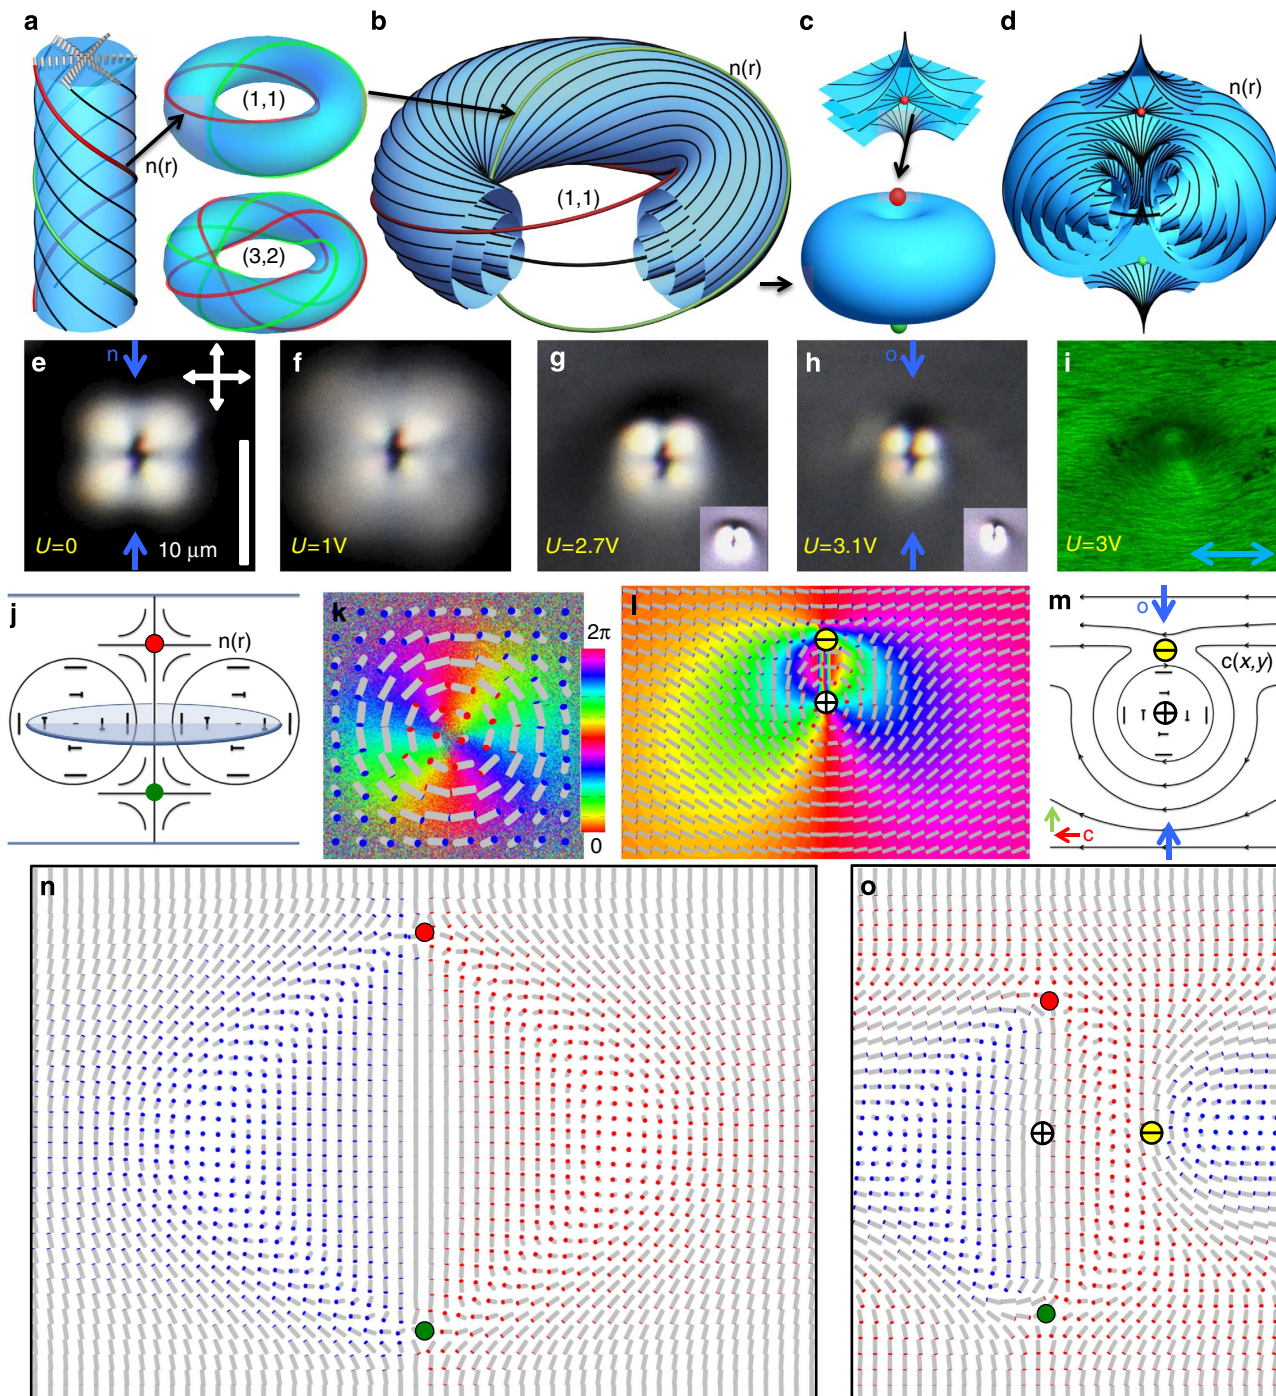 a
b
c
d
n(r)
(1,1)
n(r)
(3,2)
(1,1)
n(r)
e
n
U=0
10 μm
f
U=1V
g
U=2.7V
h
o
U=3.1V
i
U=3V
j
n(r)
k
2π
0
l
m
o
c(x,y)
c
n
o